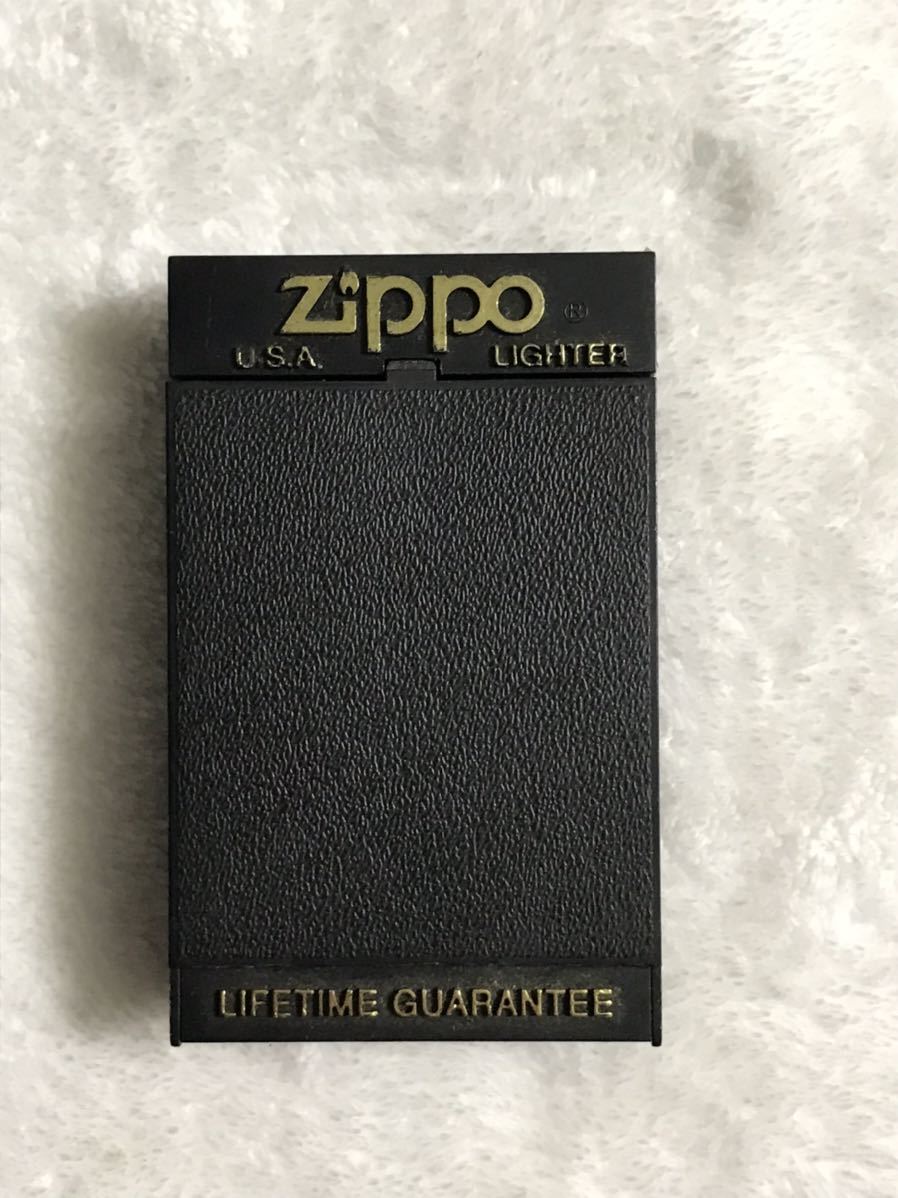 Zippo ®
U.S.A. LIGHTER
LIFETIME GUARANTEE